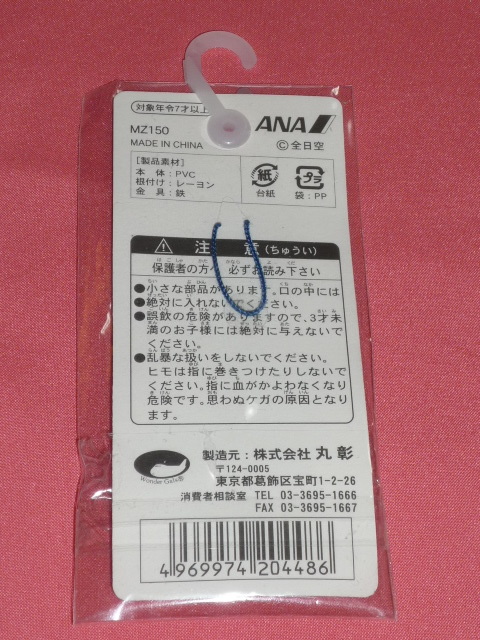 対象年令7才以上
MZ150
MADE IN CHINA
ANA
©全日空
[製品素材]
本 体:PVC
根付け:レーヨン
金 具:鉄
紙
台紙
プラ
袋:PP
注 意(ちゅうい)
保護者の方へ 必ずお読み下さい
●小さな部品があります。口の中には
●絶対に入れないでください。
●誤飲の危険がありますので、3才未
満のお子様には絶対に与えないで
ください。
●乱暴な扱いをしないでください。
ヒモは指に巻きつけたりしないで
ください。指に血がかよわなくなり
危険です。思わぬケガの原因となり
ます。
Wonder Gate®
製造元:株式会社 丸彰
〒124-0005
東京都葛飾区宝町1-2-26
消費者相談室 TEL 03-3695-1666
FAX 03-3695-1667
4 969974 204486